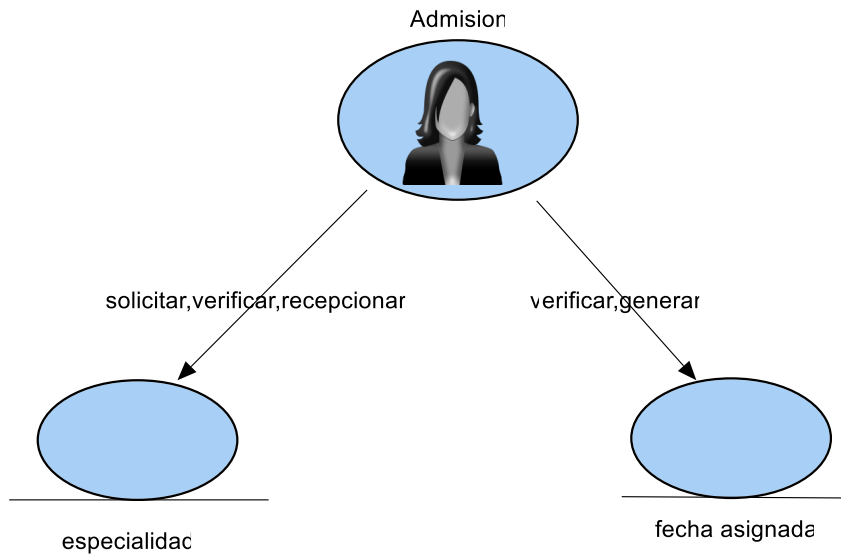 Admision
solicitar,verificar,recepcionar
verificar,generar
especialidad
fecha asignada